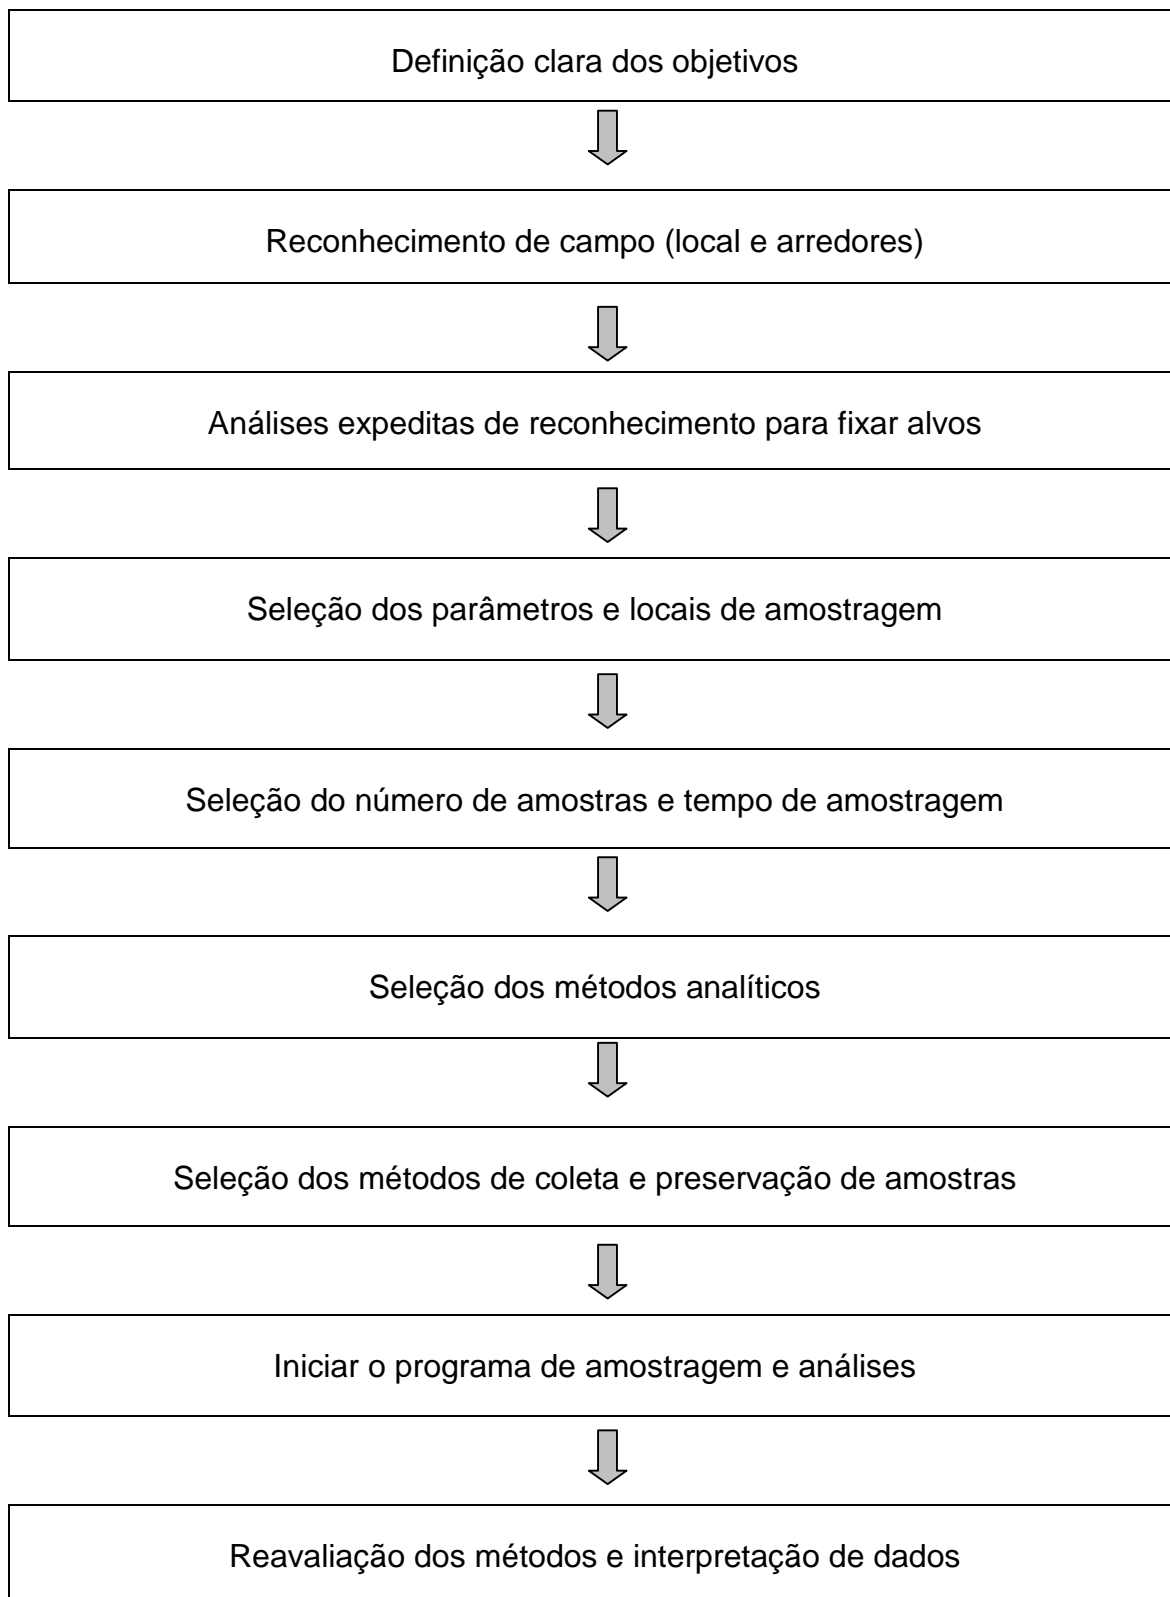 Definição clara dos objetivos
Reconhecimento de campo (local e arredores)
Análises expeditas de reconhecimento para fixar alvos
Seleção dos parâmetros e locais de amostragem
Seleção do número de amostras e tempo de amostragem
Seleção dos métodos analíticos
Seleção dos métodos de coleta e preservação de amostras
Iniciar o programa de amostragem e análises
Reavaliação dos métodos e interpretação de dados